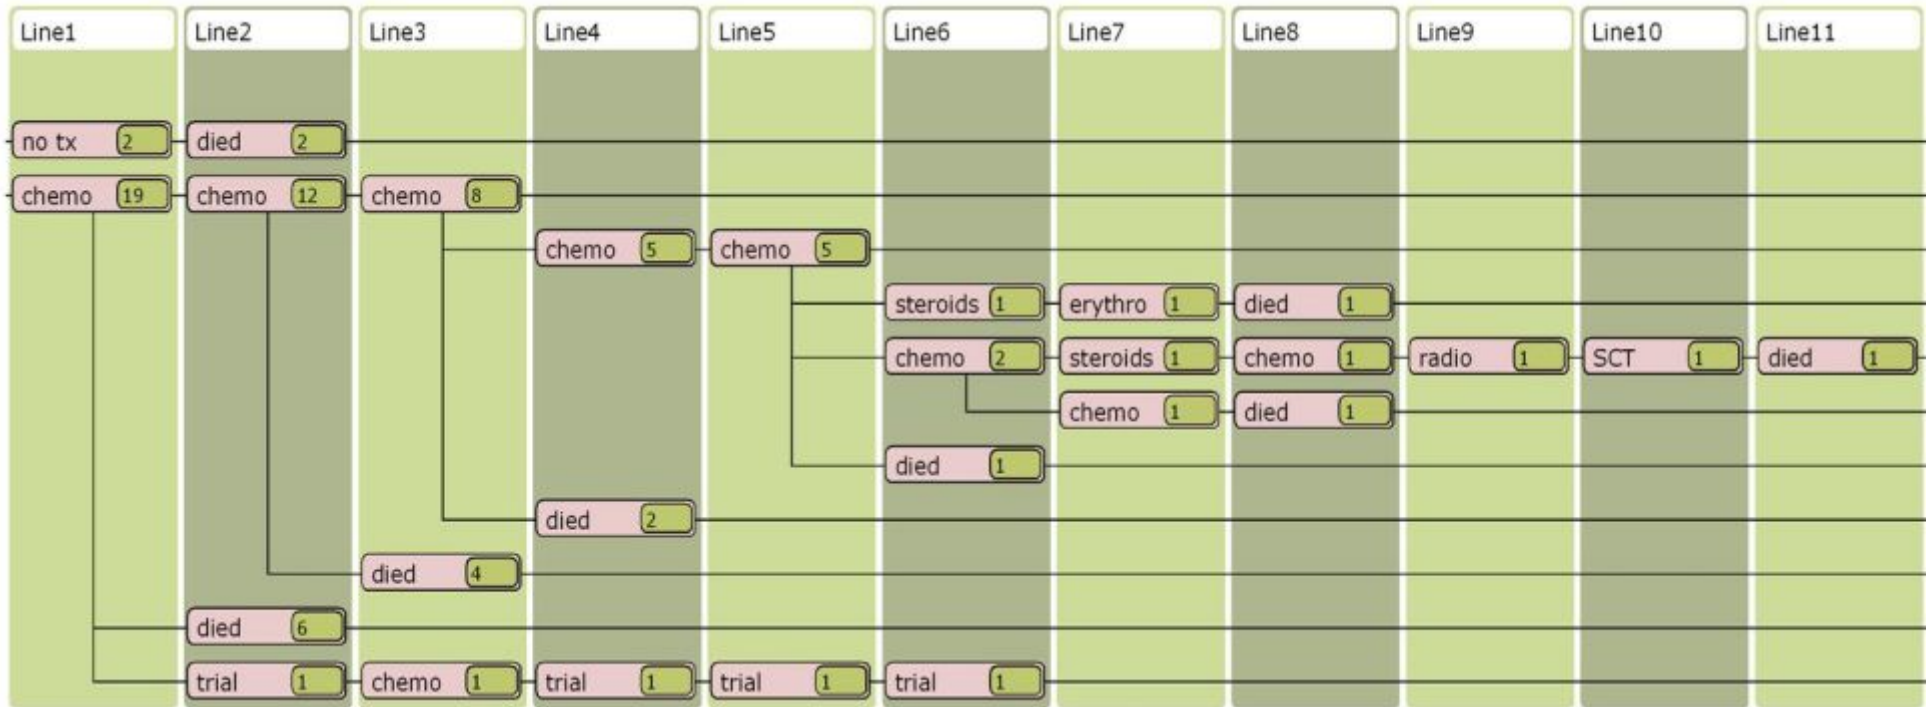 Line1 Line2 Line3 Line4 Line5 Line6 Line7 Line8 Line9 Line10 Line11
no tx 2 died 2
chemo 19 chemo 12 chemo 8
chemo 5 chemo 5
steroids 1 erythro 1 died 1
chemo 2 steroids 1 chemo 1 radio 1 SCT 1 died 1
chemo 1 died 1
died 1
died 2
died 4
died 6
trial 1 chemo 1 trial 1 trial 1 trial 1